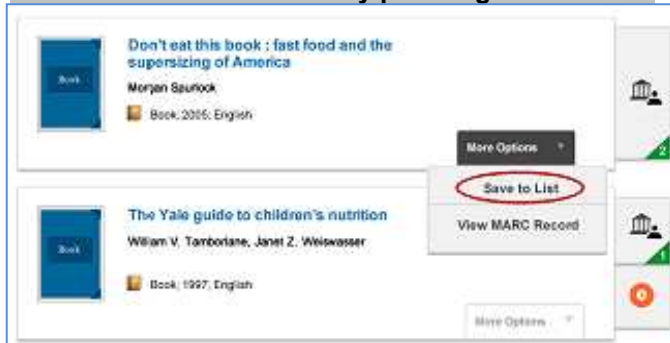 Don't eat this book : fast food and the
supersizing of America
Book
Morgan Spurlock
Book, 2005, English
More Options
2
Save to List
View MARC Record
The Yale guide to children's nutrition
William V. Tamborlane, Janet Z. Weiswasser
Book
1
Book, 1997, English
More Options